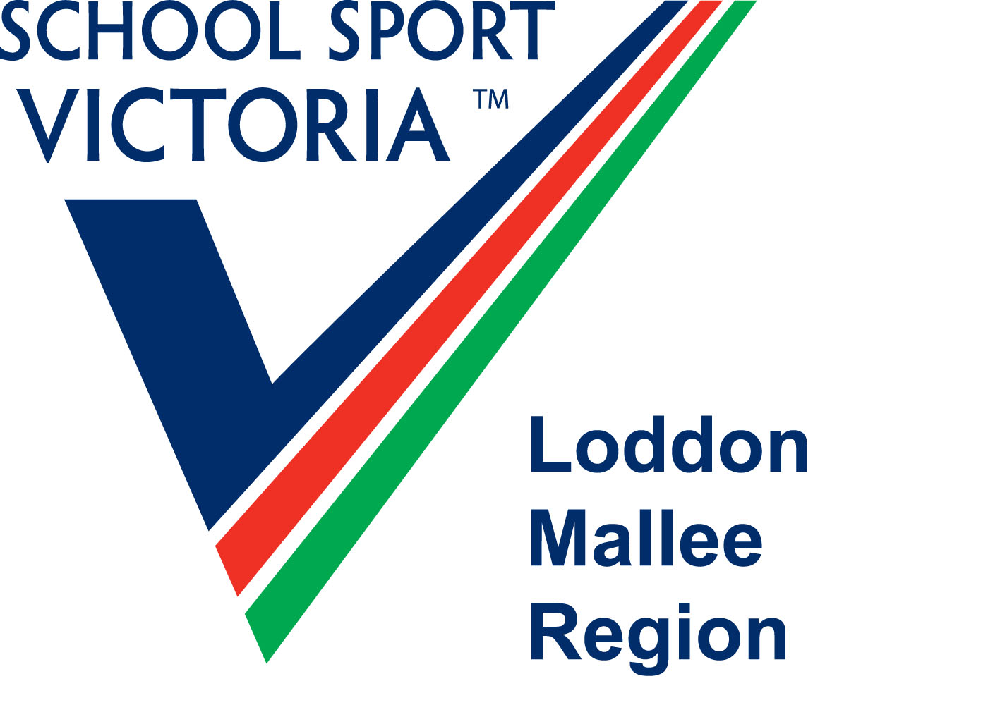 SCHOOL SPORT
VICTORIA ™
Loddon
Mallee
Region